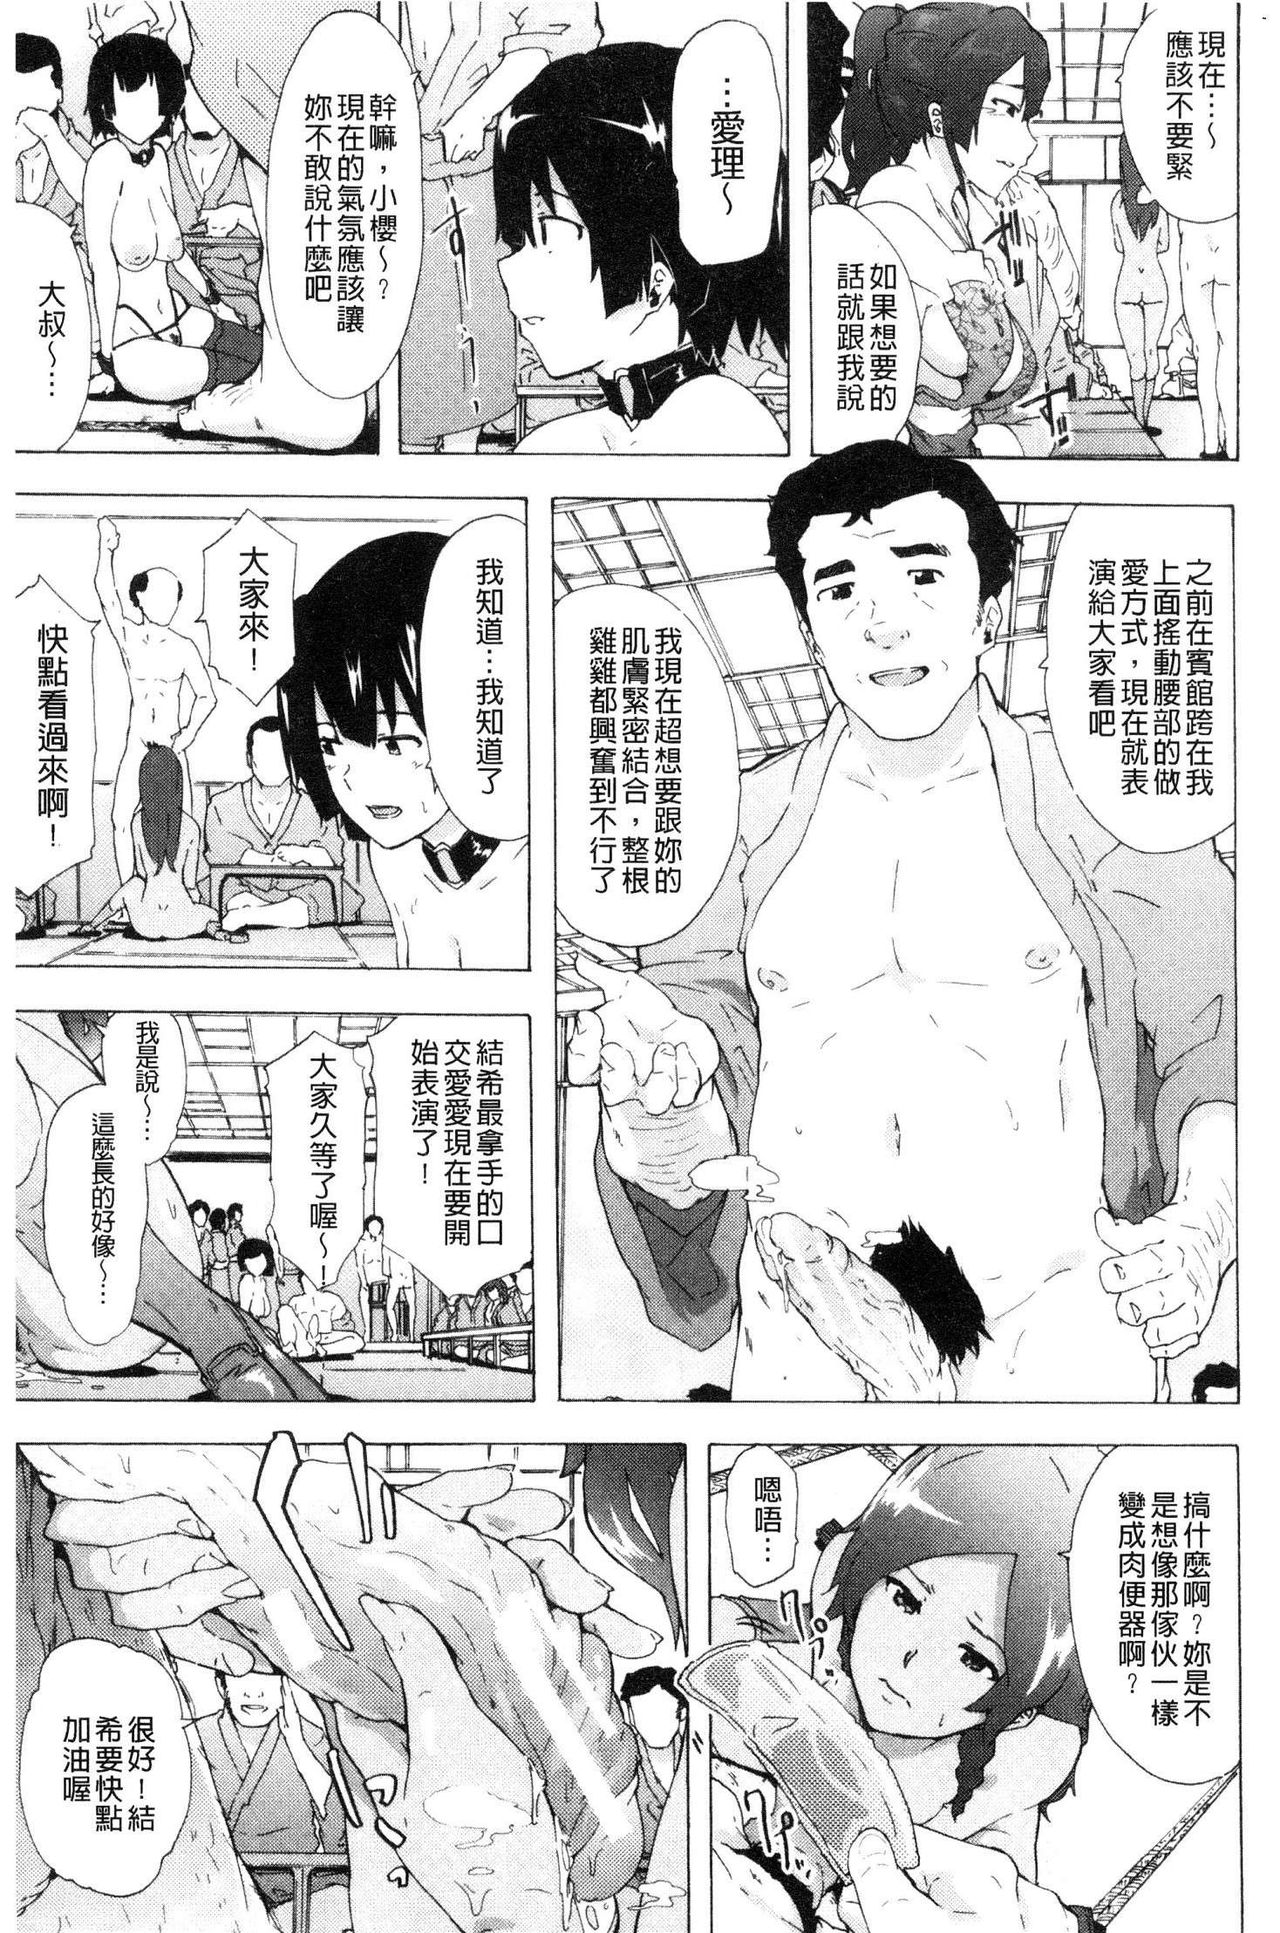 現在…～
應該不要緊
如果想要的
話就跟我說
…愛理～
幹嘛，小櫻～？
現在的氣氛應該讓
妳不敢說什麼吧
大叔～…
之前在賓館跨在我
上面搖動腰部的做
愛方式，現在就表
演給大家看吧
我現在超想要跟妳的
肌膚緊密結合，整根
雞雞都興奮到不行了
我知道…我知道了
大家來！
快點看過來啊！
結希最拿手的口
交愛愛現在要開
始表演了！
大家久等了喔～！
我是說～…
這麼長的好像～…
搞什麼啊？妳是不
是想像那傢伙一樣
變成肉便器啊？
嗯唔…
很好！結
希要快點
加油喔